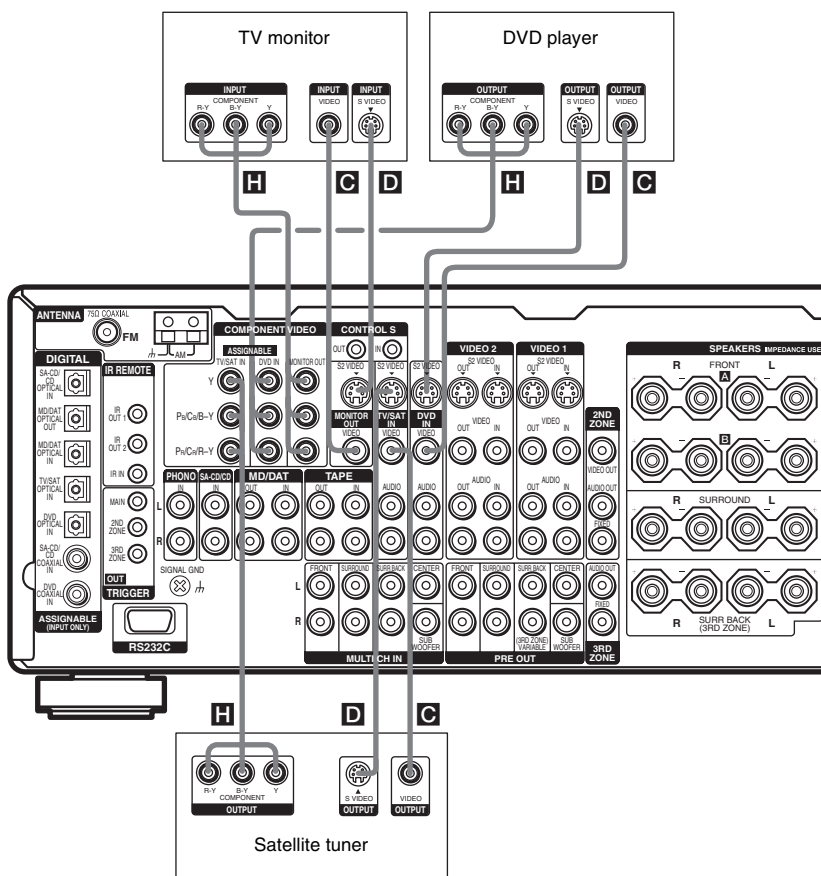 TV monitor
DVD player
INPUT INPUT INPUT
COMPONENT
R-Y B-Y Y
VIDEO S VIDEO
OUTPUT OUTPUT OUTPUT
COMPONENT
R-Y B-Y Y
S VIDEO VIDEO
H C D H D C
ANTENNA 75Ω COAXIAL
FM
AM
COMPONENT VIDEO
ASSIGNABLE
TV/SAT IN DVD IN MONITOR OUT
Y
PB/CB/B–Y
PR/CR/R–Y
CONTROL S
OUT IN
S2 VIDEO S2 VIDEO S2 VIDEO
MONITOR OUT TV/SAT IN DVD IN
VIDEO VIDEO VIDEO
AUDIO AUDIO
VIDEO 2 VIDEO 1
S2 VIDEO S2 VIDEO
OUT IN OUT IN
VIDEO VIDEO
OUT IN OUT IN
AUDIO AUDIO
OUT IN OUT IN
2ND ZONE
VIDEO OUT
AUDIO OUT
FIXED
SPEAKERS IMPEDANCE USE
R FRONT L
A
B
R SURROUND L
R SURR BACK (3RD ZONE) L
DIGITAL
SA-CD/CD OPTICAL IN
MD/DAT OPTICAL OUT
MD/DAT OPTICAL IN
TV/SAT OPTICAL IN
DVD OPTICAL IN
SA-CD/CD COAXIAL IN
DVD COAXIAL IN
ASSIGNABLE
(INPUT ONLY)
IR REMOTE
IR OUT 1
IR OUT 2
IR IN
MAIN
2ND ZONE
3RD ZONE
OUT
TRIGGER
RS232C
PHONO SA-CD/CD MD/DAT TAPE
IN IN OUT IN OUT IN
L
R
SIGNAL GND
FRONT SURROUND SURR BACK CENTER
L
R
SUB WOOFER
MULTI CH IN
FRONT SURROUND SURR BACK CENTER
(3RD ZONE) VARIABLE
SUB WOOFER
PRE OUT
AUDIO OUT
FIXED
3RD ZONE
H D C
R-Y B-Y Y
COMPONENT
OUTPUT
S VIDEO
OUTPUT
VIDEO
OUTPUT
Satellite tuner